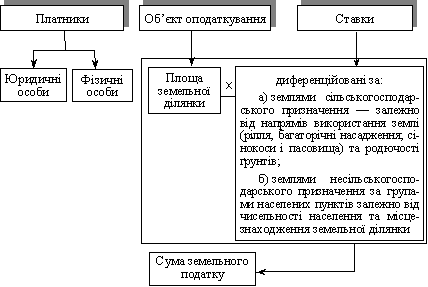 Платники
Об’єкт оподаткування
Ставки
Юридичні
особи
Фізичні
особи
Площа
земельної
ділянки
х
диференційовані за:
а) землями сільськогосподар-
ського призначення — залежно
від напрямів використання землі
(рілля, багаторічні насадження, сі-
нокоси і пасовища) та родючості
ґрунтів;
б) землями несільськогоспо-
дарського призначення за група-
ми населених пунктів залежно від
чисельності населення та місце-
знаходження земельної ділянки
Сума земельного
податку